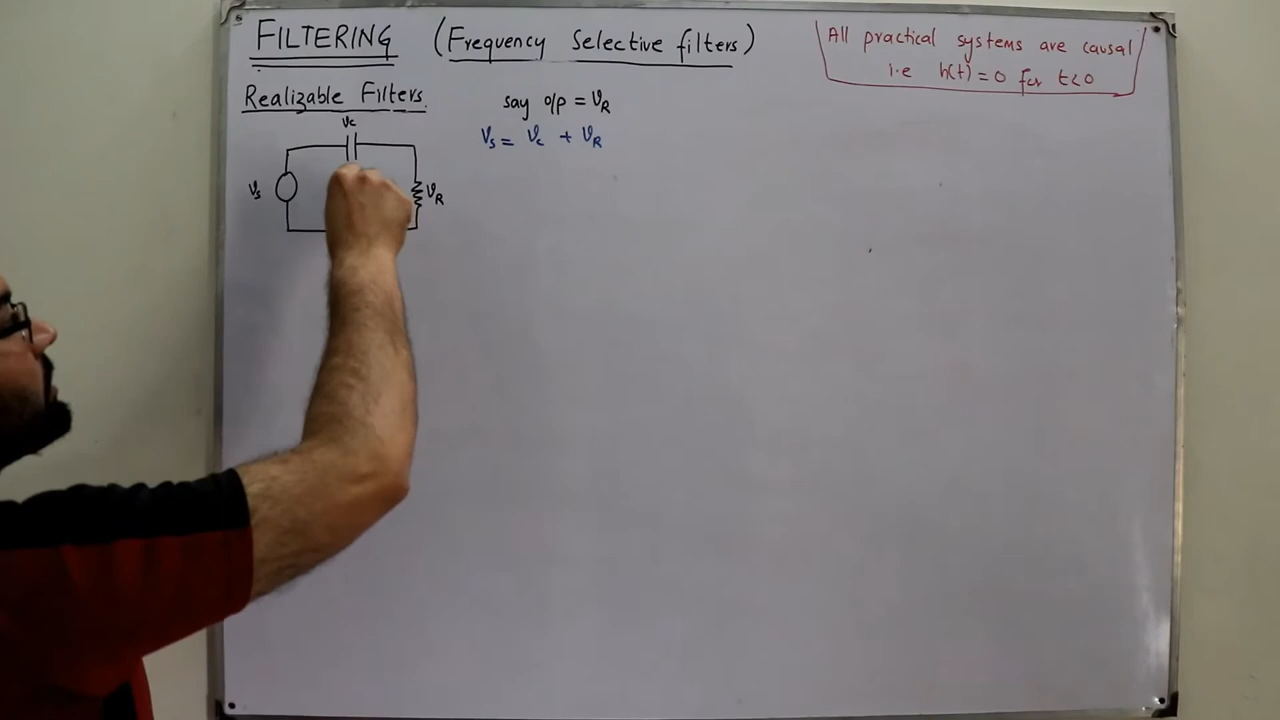 FILTERING (Frequency Selective filters)
All practical systems are causal
i.e h(t) = 0 for t<0
Realizable Filters.
say o/p = VR
Vs = Vc + VR
Vc
Vs
VR